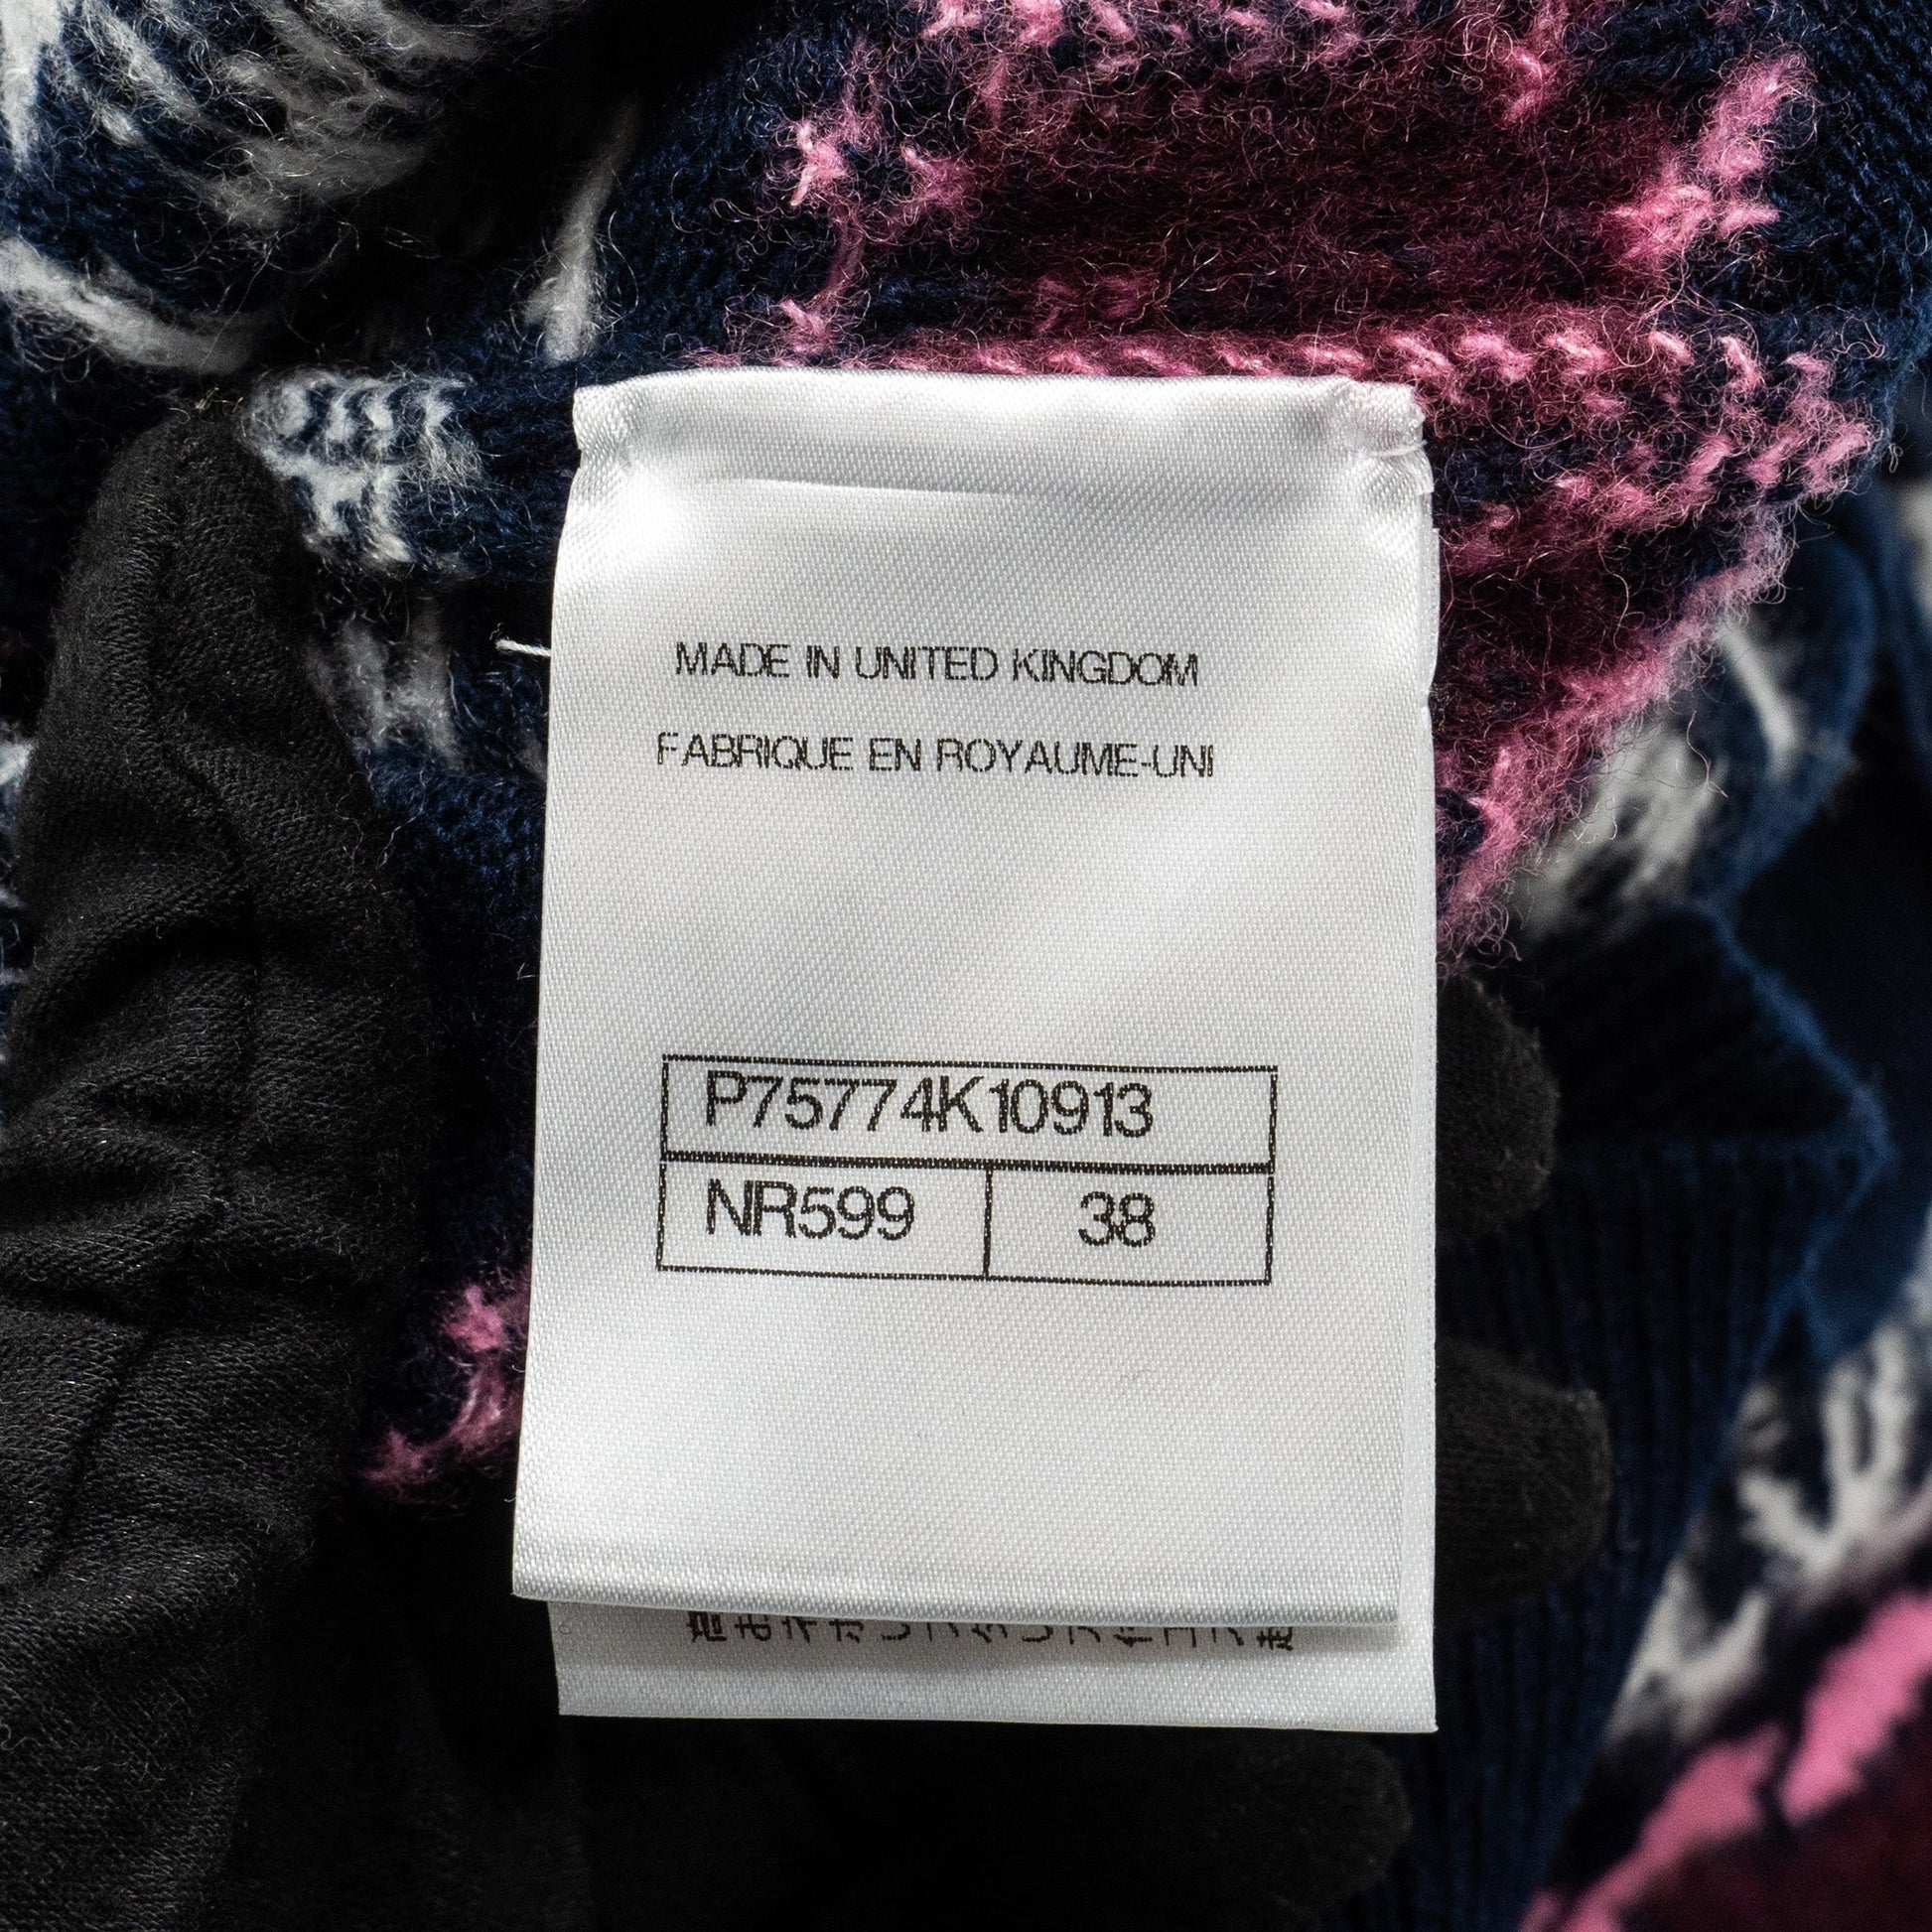 MADE IN UNITED KINGDOM
FABRIQUE EN ROYAUME-UNI
P75774K10913
NR599 38